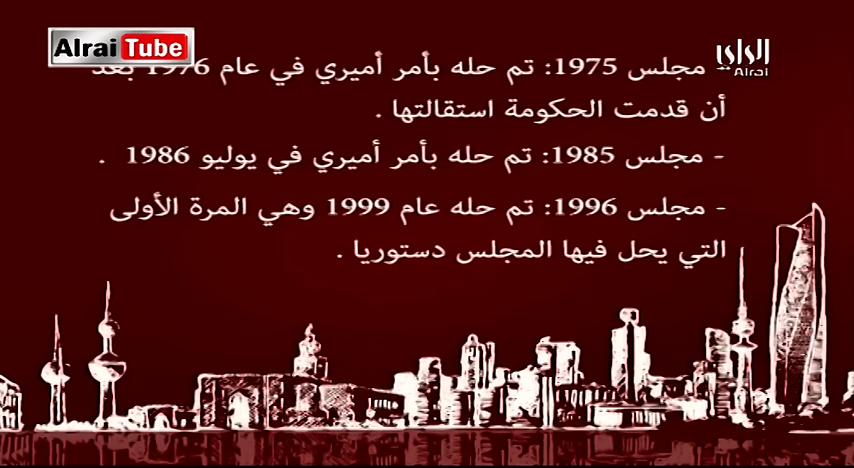 Alrai Tube
الراي
Alrai
مجلس 1975: تم حله بأمر أميري في عام 1976 بعد
أن قدمت الحكومة استقالتها .
- مجلس 1985: تم حله بأمر أميري في يوليو 1986 .
- مجلس 1996: تم حله عام 1999 وهي المرة الأولى
التي يحل فيها المجلس دستوريا .